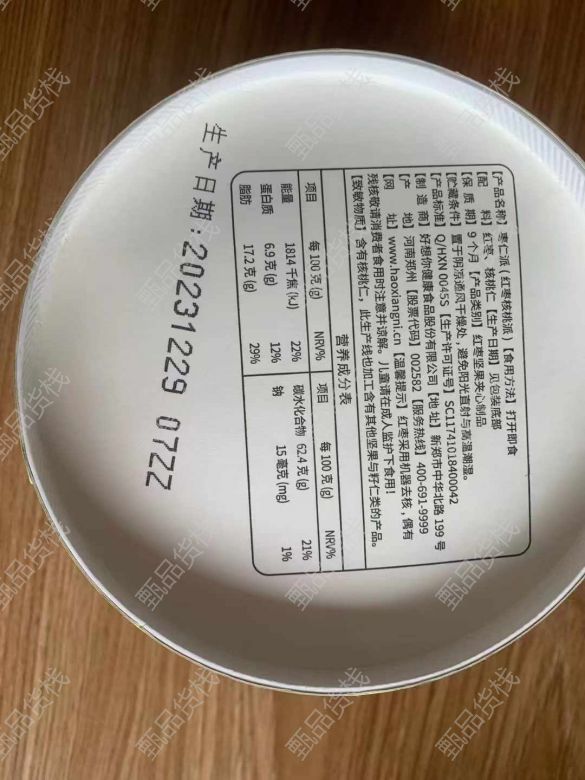 【产品名称】枣仁派（红枣核桃派）【食用方法】打开即食
【配 料】红枣、核桃仁【生产日期】见包装底部
【保 质 期】9个月【产品类别】红枣坚果夹心制品
【贮藏条件】置于阴凉通风干燥处，避免阳光直射与高温潮湿。
【产品标准】Q/HXN 0045S【生产许可证号】SC11741018400042
【制 造 商】好想你健康食品股份有限公司【地 址】新郑市中华北路199号
【产 地】河南郑州【股票代码】002582【服务热线】400-691-9999
【网 址】www.haoxiangni.cn【温馨提示】红枣采用机器去核，偶有
残核敬请消费者食用时注意并谅解。儿童请在成人监护下食用！
【致敏物质】含有核桃仁，此生产线也加工含有其他坚果与籽仁类的产品。
营养成分表
项目 每100克(g) NRV% 项目 每100克(g) NRV%
能量 1814千焦(kJ) 22% 碳水化合物 62.4克(g) 21%
蛋白质 6.9克(g) 12% 钠 15毫克(mg) 1%
脂肪 17.2克(g) 29%
生产日期:20231229 07ZZ
甄品货栈